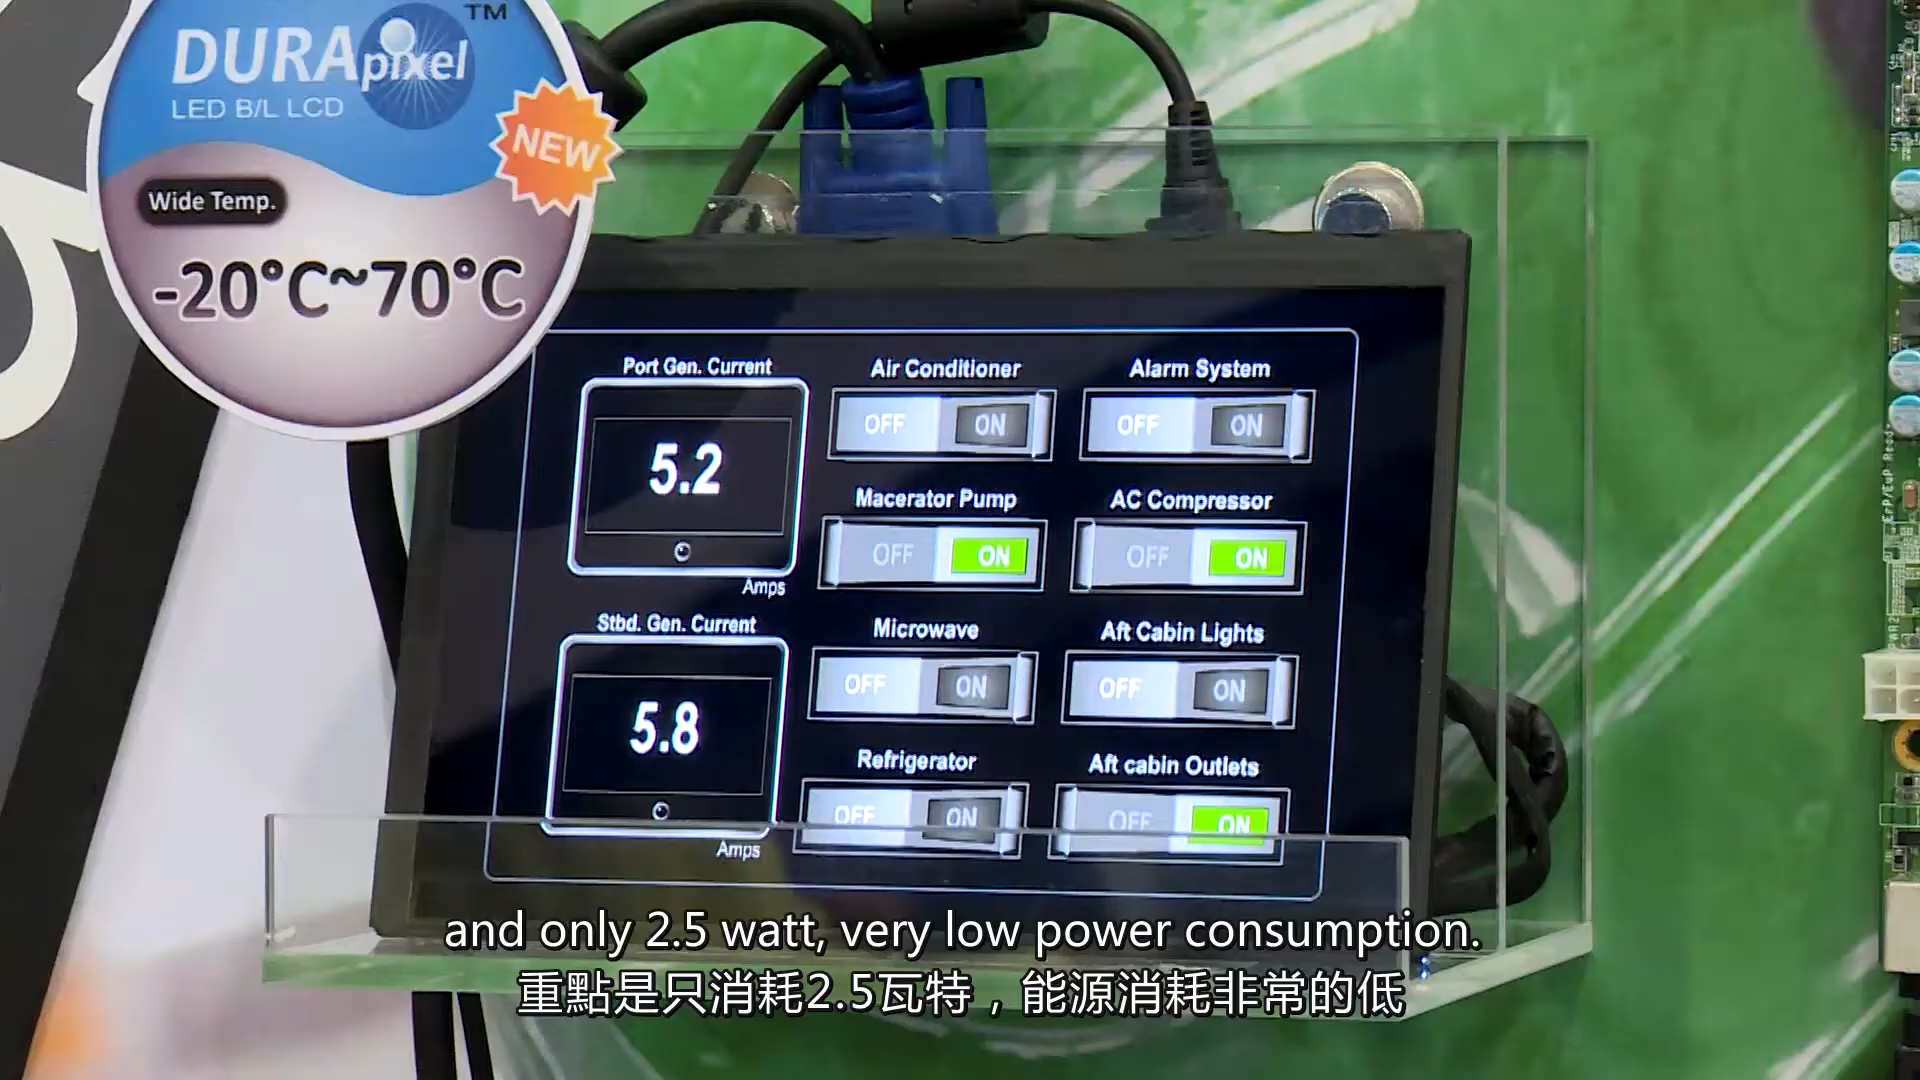 DURApixel™
LED B/L LCD
NEW
Wide Temp.
-20°C~70°C
Port Gen. Current
5.2
Amps
Stbd. Gen. Current
5.8
Amps
Air Conditioner
OFF ON
Alarm System
OFF ON
Macerator Pump
OFF ON
AC Compressor
OFF ON
Microwave
OFF ON
Aft Cabin Lights
OFF ON
Refrigerator
OFF ON
Aft cabin Outlets
OFF ON
ErP/EuP Ready
and only 2.5 watt, very low power consumption.
重點是只消耗2.5瓦特，能源消耗非常的低